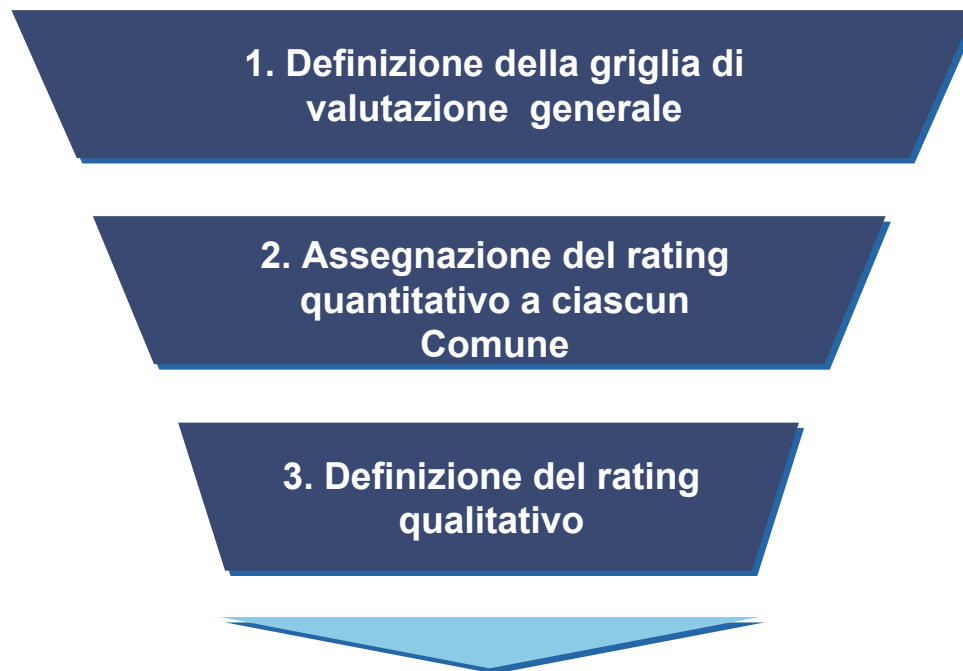 1. Definizione della griglia di
valutazione  generale
2. Assegnazione del rating
quantitativo a ciascun
Comune
3. Definizione del rating
qualitativo